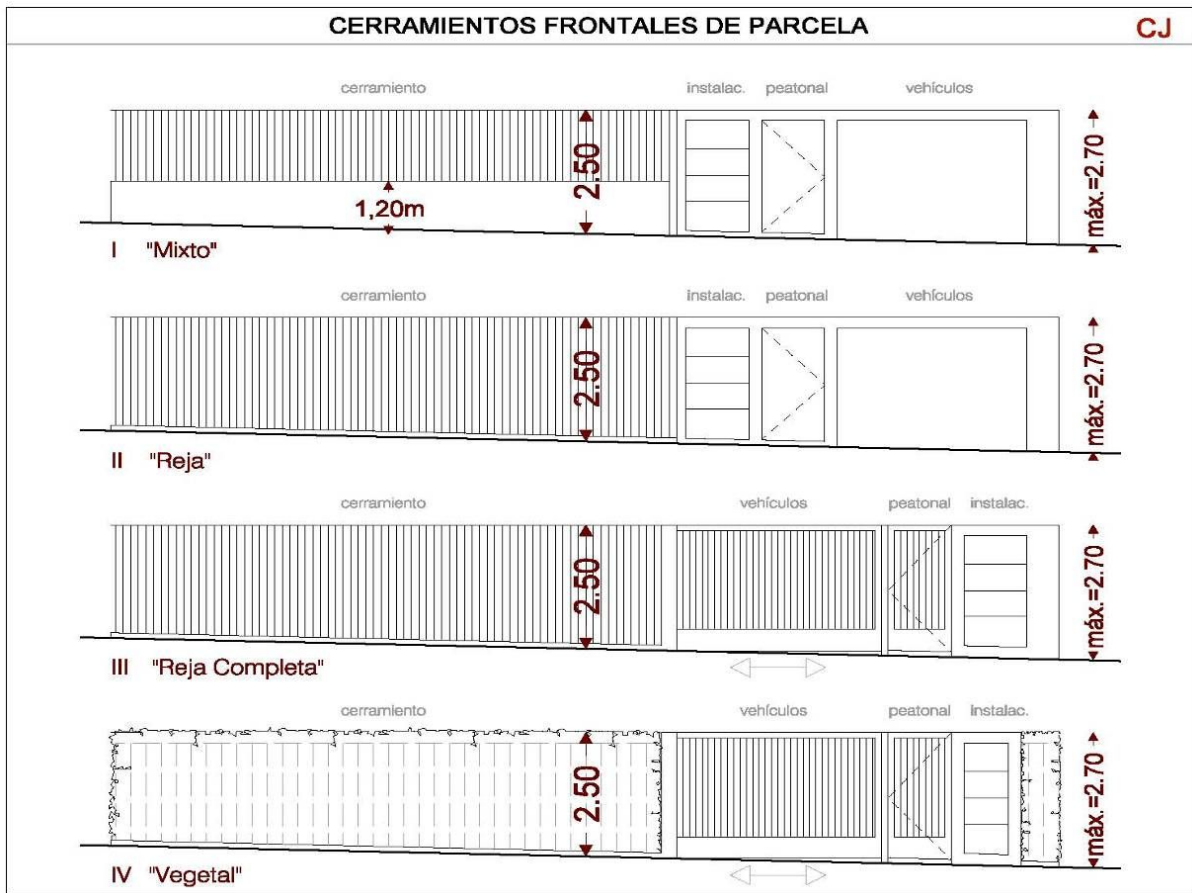 CERRAMIENTOS FRONTALES DE PARCELA CJ
cerramiento instalac. peatonal vehículos
2.50
máx.=2.70
1,20m
I "Mixto"
cerramiento instalac. peatonal vehículos
2.50
máx.=2.70
II "Reja"
cerramiento vehículos peatonal instalac.
2.50
máx.=2.70
III "Reja Completa"
cerramiento vehículos peatonal instalac.
2.50
máx.=2.70
IV "Vegetal"